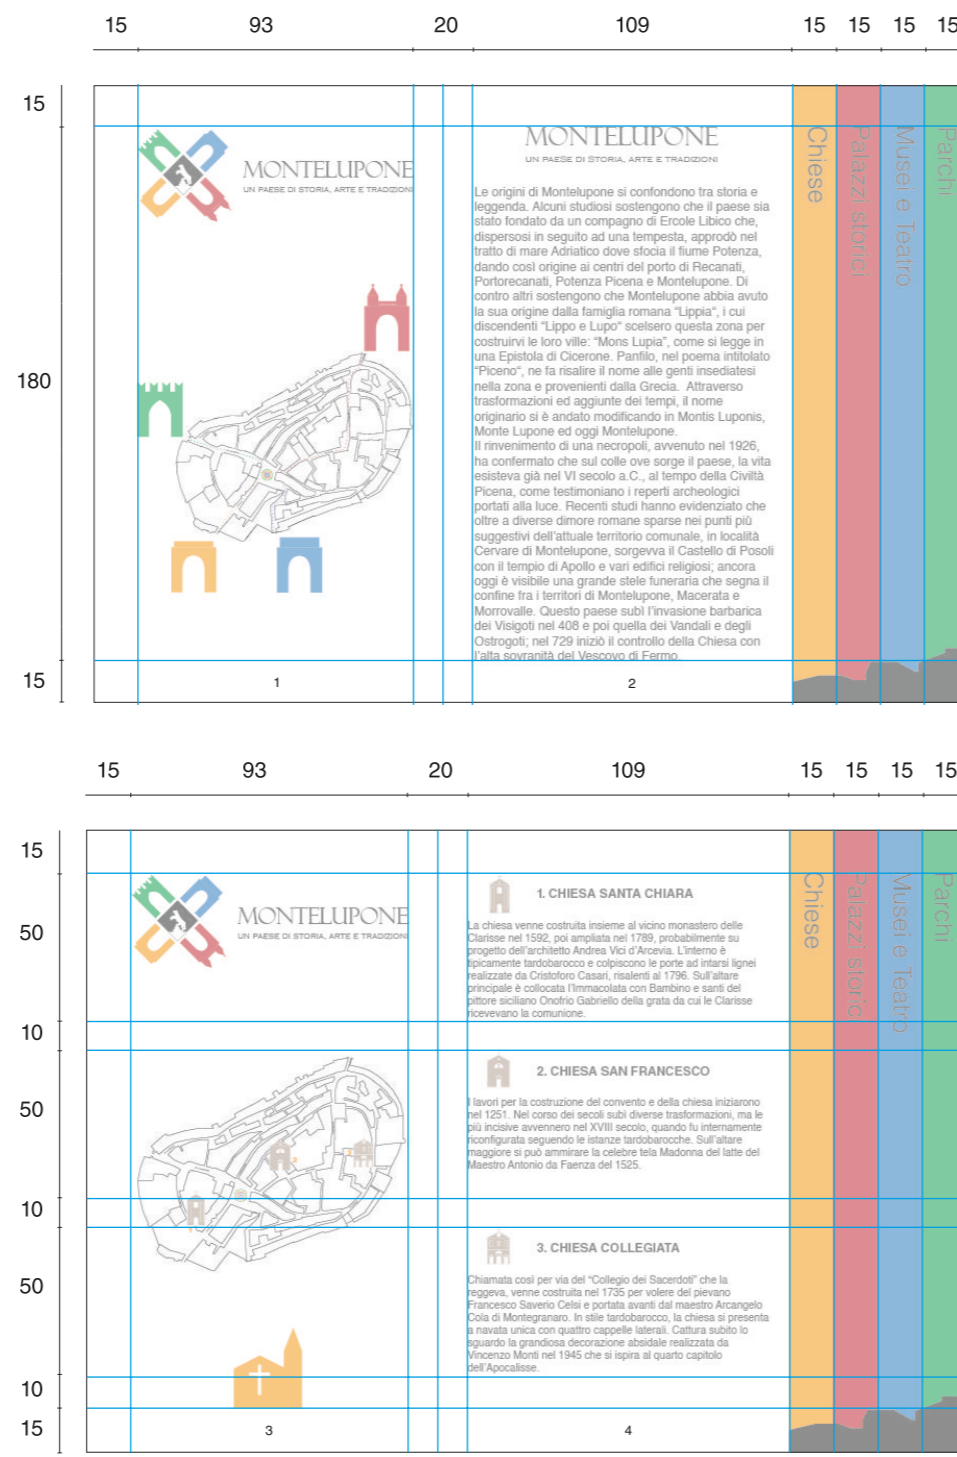 15 93 20 109 15 15 15 15
15
180
15
MONTELUPONE
UN PAESE DI STORIA, ARTE E TRADIZIONI
1
MONTELUPONE
UN PAESE DI STORIA, ARTE E TRADIZIONI
Le origini di Montelupone si confondono tra storia e
leggenda. Alcuni studiosi sostengono che il paese sia
stato fondato da un compagno di Ercole Libico che,
dispersosi in seguito ad una tempesta, approdò nel
tratto di mare Adriatico dove sfocia il fiume Potenza,
dando così origine ai centri del porto di Recanati,
Portorecanati, Potenza Picena e Montelupone. Di
contro altri sostengono che Montelupone abbia avuto
la sua origine dalla famiglia romana “Lippia“, i cui
discendenti “Lippo e Lupo” scelsero questa zona per
costruirvi le loro ville: “Mons Lupia”, come si legge in
una Epistola di Cicerone. Panfilo, nel poema intitolato
“Piceno“, ne fa risalire il nome alle genti insediatesi
nella zona e provenienti dalla Grecia. Attraverso
trasformazioni ed aggiunte dei tempi, il nome
originario si è andato modificando in Montis Luponis,
Monte Lupone ed oggi Montelupone.
Il rinvenimento di una necropoli, avvenuto nel 1926,
ha confermato che sul colle ove sorge il paese, la vita
esisteva già nel VI secolo a.C., al tempo della Civiltà
Picena, come testimoniano i reperti archeologici
portati alla luce. Recenti studi hanno evidenziato che
oltre a diverse dimore romane sparse nei punti più
suggestivi dell’attuale territorio comunale, in località
Cervare di Montelupone, sorgevva il Castello di Posoli
con il tempio di Apollo e vari edifici religiosi; ancora
oggi è visibile una grande stele funeraria che segna il
confine fra i territori di Montelupone, Macerata e
Morrovalle. Questo paese subì l’invasione barbarica
dei Visigoti nel 408 e poi quella dei Vandali e degli
Ostrogoti; nel 729 iniziò il controllo della Chiesa con
l’alta sovranità del Vescovo di Fermo.
2
Chiese
Palazzi storici
Musei e Teatro
Parchi
15 93 20 109 15 15 15 15
15
50
10
50
10
50
10
15
MONTELUPONE
UN PAESE DI STORIA, ARTE E TRADIZIONI
3
1. CHIESA SANTA CHIARA
La chiesa venne costruita insieme al vicino monastero delle
Clarisse nel 1592, poi ampliata nel 1789, probabilmente su
progetto dell’architetto Andrea Vici d’Arcevia. L’interno è
tipicamente tardobarocco e colpiscono le porte ad intarsi lignei
realizzate da Cristoforo Casari, risalenti al 1796. Sull’altare
principale è collocata l’Immacolata con Bambino e santi del
pittore siciliano Onofrio Gabriello della grata da cui le Clarisse
ricevevano la comunione.
2. CHIESA SAN FRANCESCO
I lavori per la costruzione del convento e della chiesa iniziarono
nel 1251. Nel corso dei secoli subì diverse trasformazioni, ma le
più incisive avvennero nel XVIII secolo, quando fu internamente
riconfigurata seguendo le istanze tardobarocche. Sull’altare
maggiore si può ammirare la celebre tela Madonna del latte del
Maestro Antonio da Faenza del 1525.
3. CHIESA COLLEGIATA
Chiamata così per via del “Collegio dei Sacerdoti” che la
reggeva, venne costruita nel 1735 per volere del pievano
Francesco Saverio Celsi e portata avanti dal maestro Arcangelo
Cola di Montegranaro. In stile tardobarocco, la chiesa si presenta
a navata unica con quattro cappelle laterali. Cattura subito lo
sguardo la grandiosa decorazione absidale realizzata da
Vincenzo Monti nel 1945 che si ispira al quarto capitolo
dell’Apocalisse.
4
Chiese
Palazzi storici
Musei e Teatro
Parchi